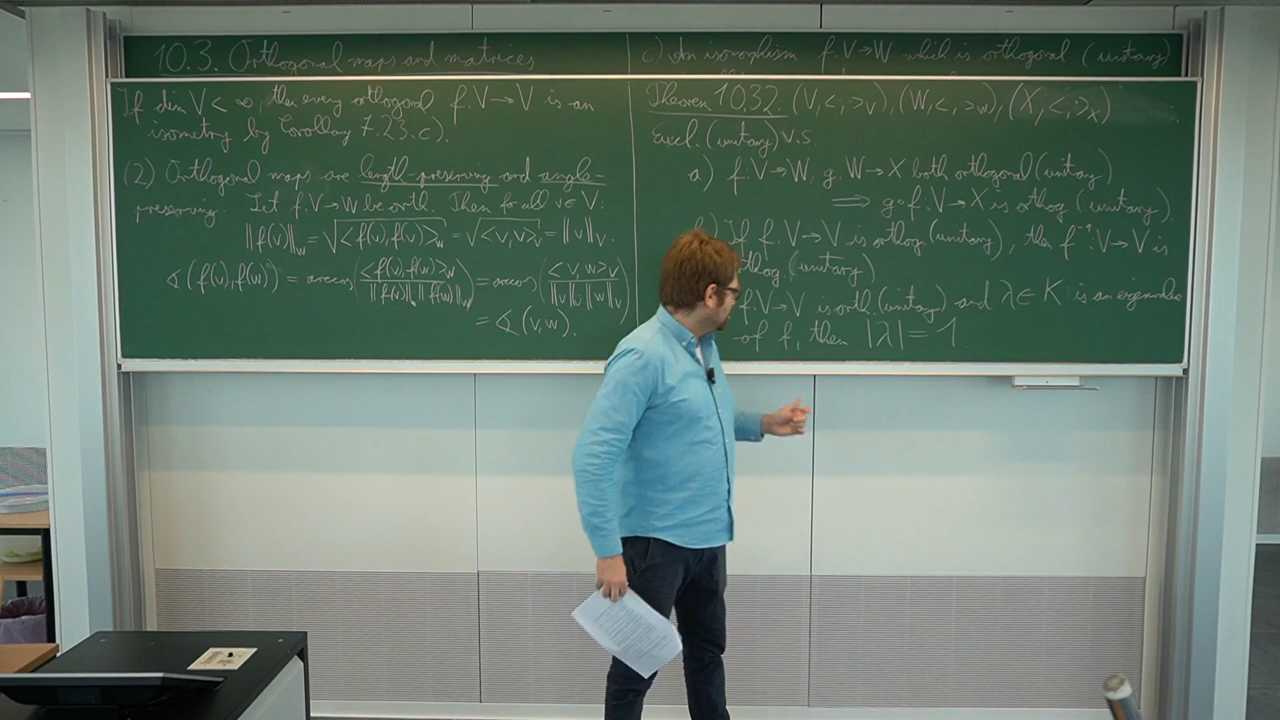 10.3. Orthogonal maps and matrices
If dim V < ∞, then every orthogonal f: V → V is an
isometry by Corollary 7.23. c).
(2) Orthogonal maps are length-preserving and angle-
preserving. Let f: V → W be orth. Then for all v ∈ V:
||f(v)||_W = √<f(v), f(v)>_W = √<v, v>_V = ||v||_V.
∡(f(v), f(w)) = arccos(<f(v), f(w)>_W / ||f(v)||_W ||f(w)||_W) = arccos(<v, w>_V / ||v||_V ||w||_V)
= ∡(v, w).
c) An isomorphism f: V → W which is orthogonal (unitary)
Theorem 10.32. (V, <,>_V), (W, <,>_W), (X, <,>_X)
Eucl. (unitary) v.s.
a) f: V → W, g: W → X both orthogonal (unitary)
⟹ g∘f: V → X is orthog. (unitary).
If f: V → V is orthog. (unitary), then f⁻¹: V → V is
thog. (unitary)
f: V → V is orth. (unitary) and λ ∈ K is an eigenvalue
of f, then |λ| = 1.